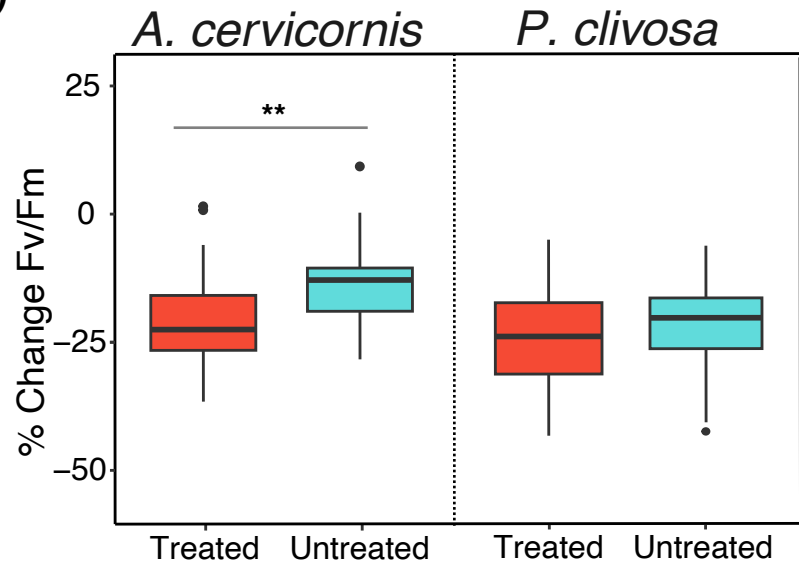 A. cervicornis P. clivosa
25
**
0
−25
−50
% Change Fv/Fm
Treated Untreated Treated Untreated